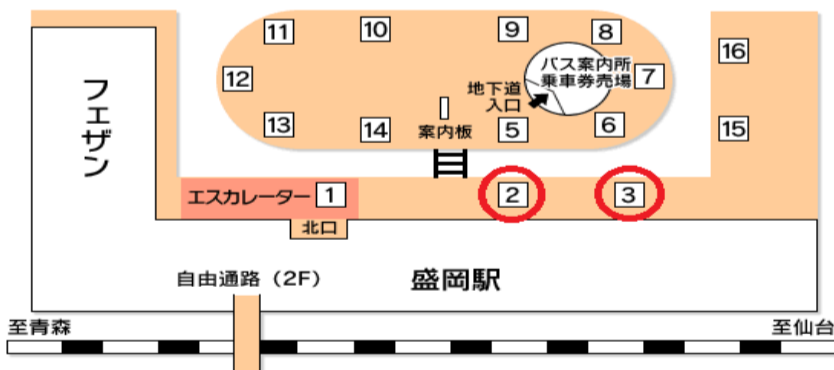 11
10
9
8
16
バス案内所
乗車券売場
7
12
フェザン
地下道
入口
13
14
案内板
5
6
15
エスカレーター
1
2
3
北口
自由通路（2F）
盛岡駅
至青森
至仙台